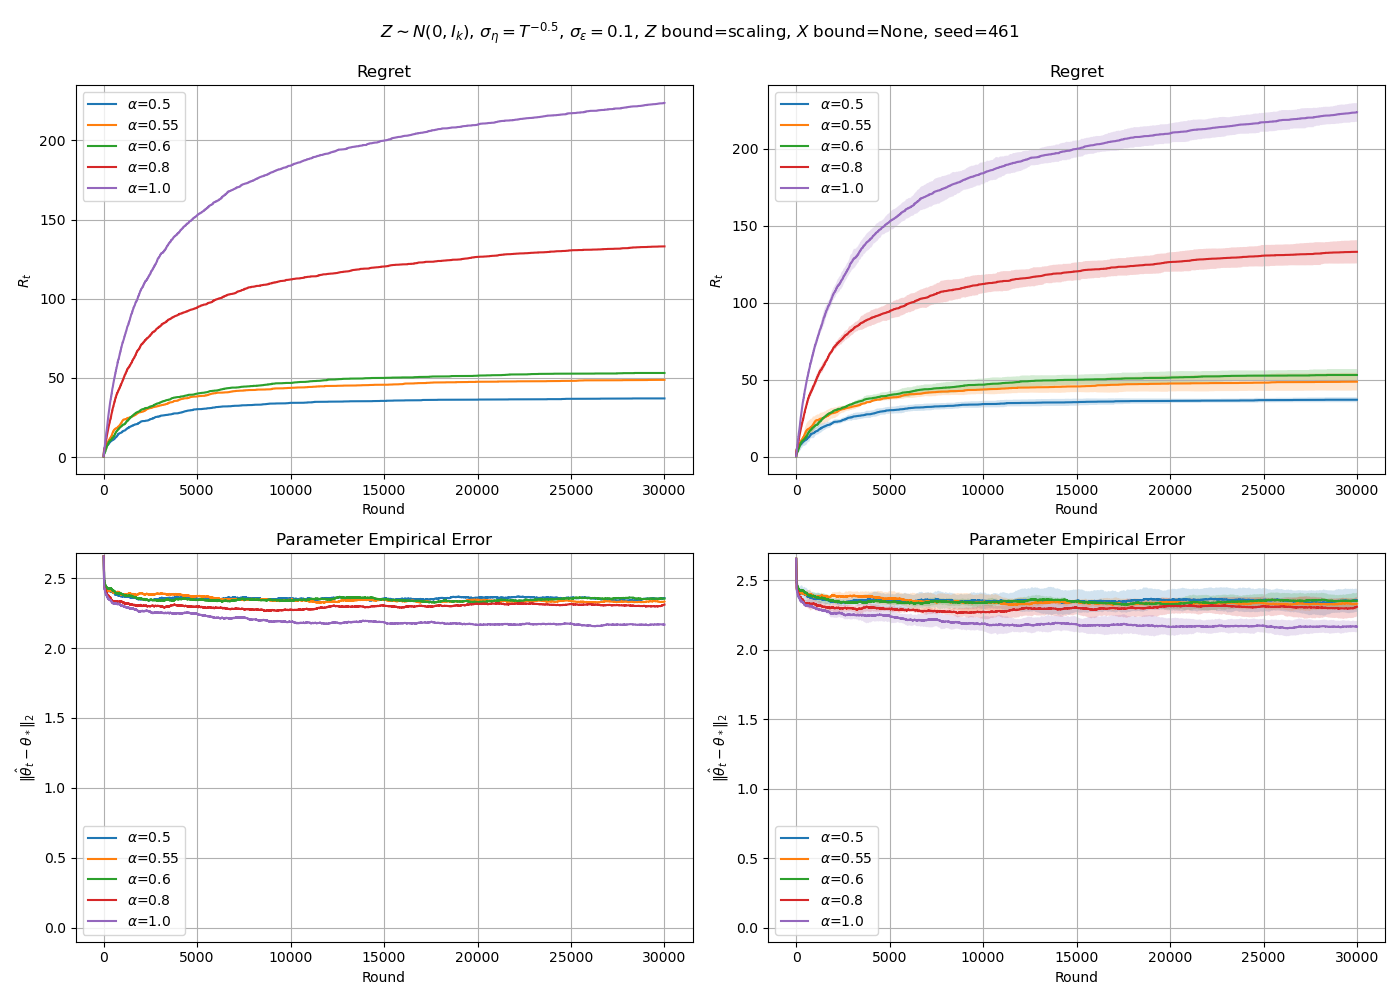 Z ∼ N(0, I_k), σ_η = T^{−0.5}, σ_ε = 0.1, Z bound=scaling, X bound=None, seed=461
Regret
R_t
200
150
100
50
0
α=0.5
α=0.55
α=0.6
α=0.8
α=1.0
0 5000 10000 15000 20000 25000 30000
Round
Regret
R_t
200
150
100
50
0
α=0.5
α=0.55
α=0.6
α=0.8
α=1.0
0 5000 10000 15000 20000 25000 30000
Round
Parameter Empirical Error
‖θ̂_t − θ_*‖_2
2.5
2.0
1.5
1.0
0.5
0.0
α=0.5
α=0.55
α=0.6
α=0.8
α=1.0
0 5000 10000 15000 20000 25000 30000
Round
Parameter Empirical Error
‖θ̂_t − θ_*‖_2
2.5
2.0
1.5
1.0
0.5
0.0
α=0.5
α=0.55
α=0.6
α=0.8
α=1.0
0 5000 10000 15000 20000 25000 30000
Round